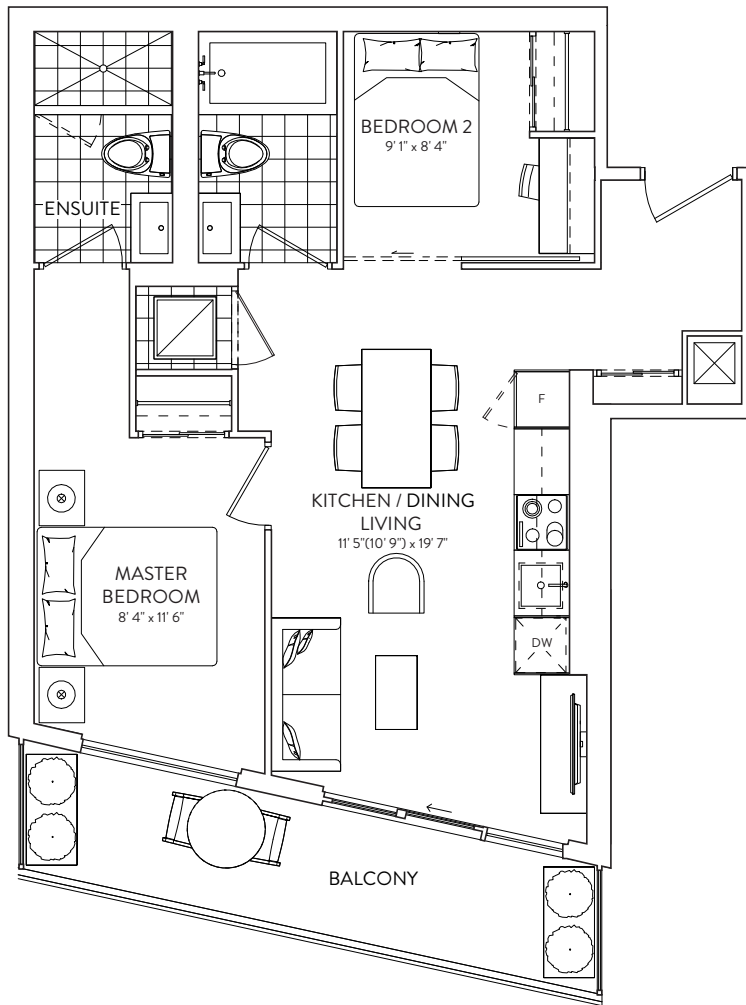 BEDROOM 2
9' 1" x 8' 4"
ENSUITE
F
KITCHEN / DINING
LIVING
11' 5"(10' 9") x 19' 7"
MASTER
BEDROOM
8' 4" x 11' 6"
DW
BALCONY